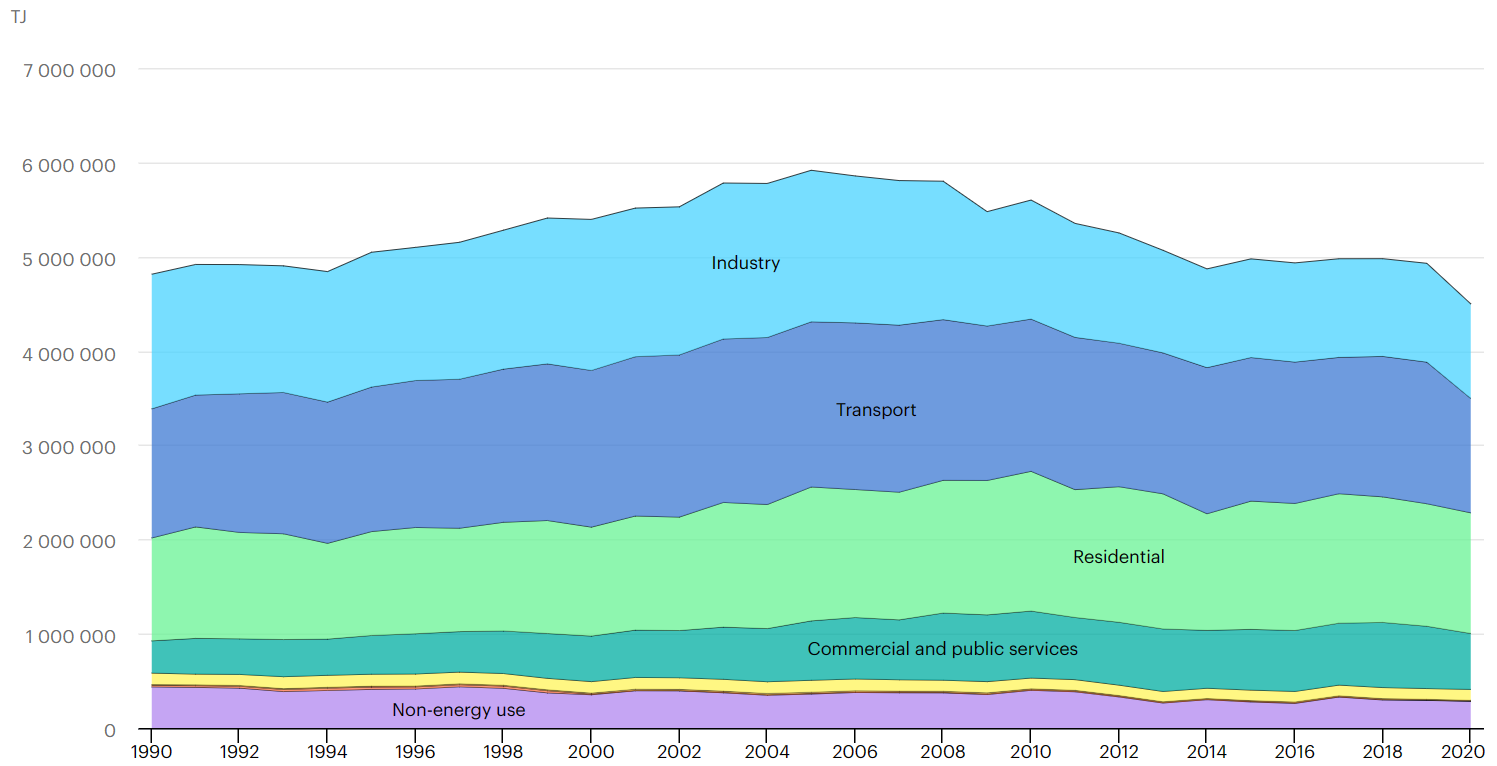 TJ
7 000 000
6 000 000
5 000 000
4 000 000
3 000 000
2 000 000
1 000 000
0
Industry
Transport
Residential
Commercial and public services
Non-energy use
1990 1992 1994 1996 1998 2000 2002 2004 2006 2008 2010 2012 2014 2016 2018 2020